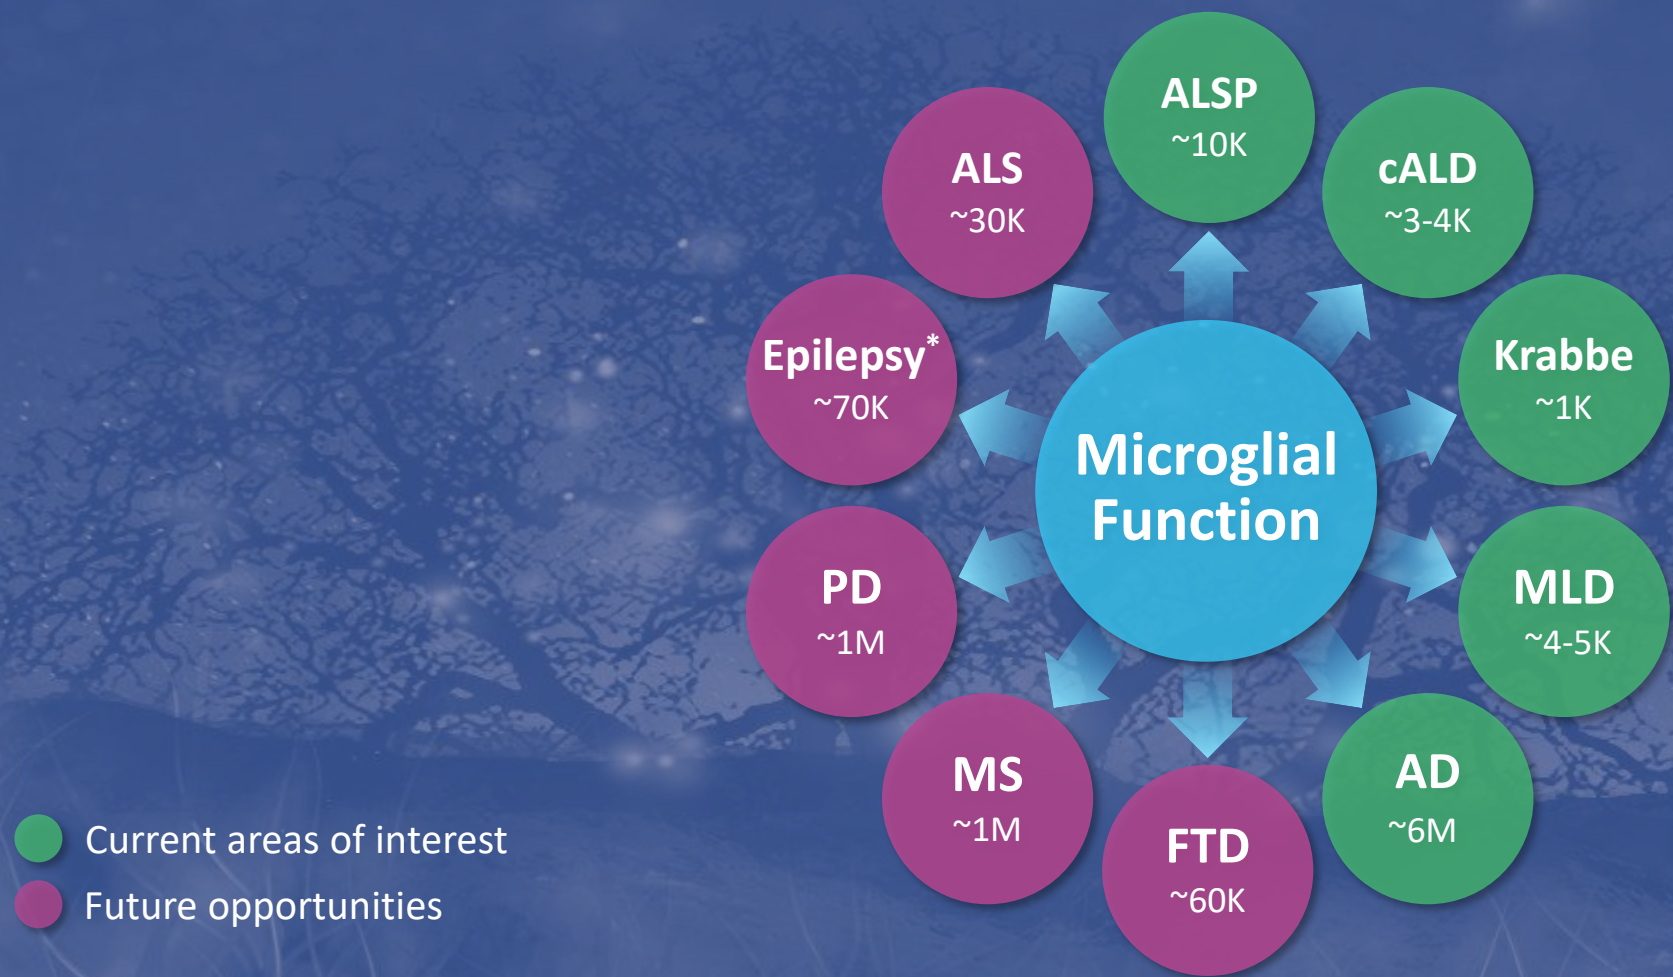 ALSP
~10K
cALD
~3-4K
Krabbe
~1K
MLD
~4-5K
AD
~6M
FTD
~60K
MS
~1M
PD
~1M
Epilepsy*
~70K
ALS
~30K
Microglial
Function
Current areas of interest
Future opportunities